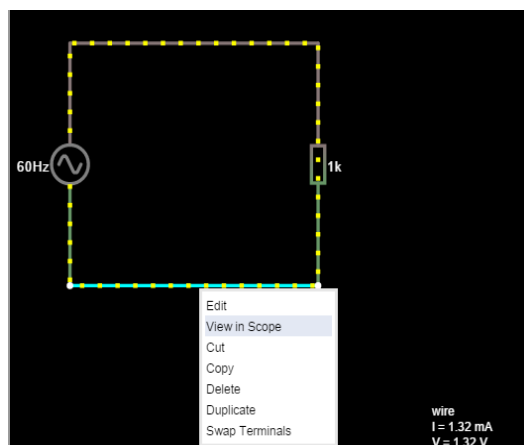 60Hz
1k
Edit
View in Scope
Cut
Copy
Delete
Duplicate
Swap Terminals
wire
I = 1.32 mA
V = 1.32 V